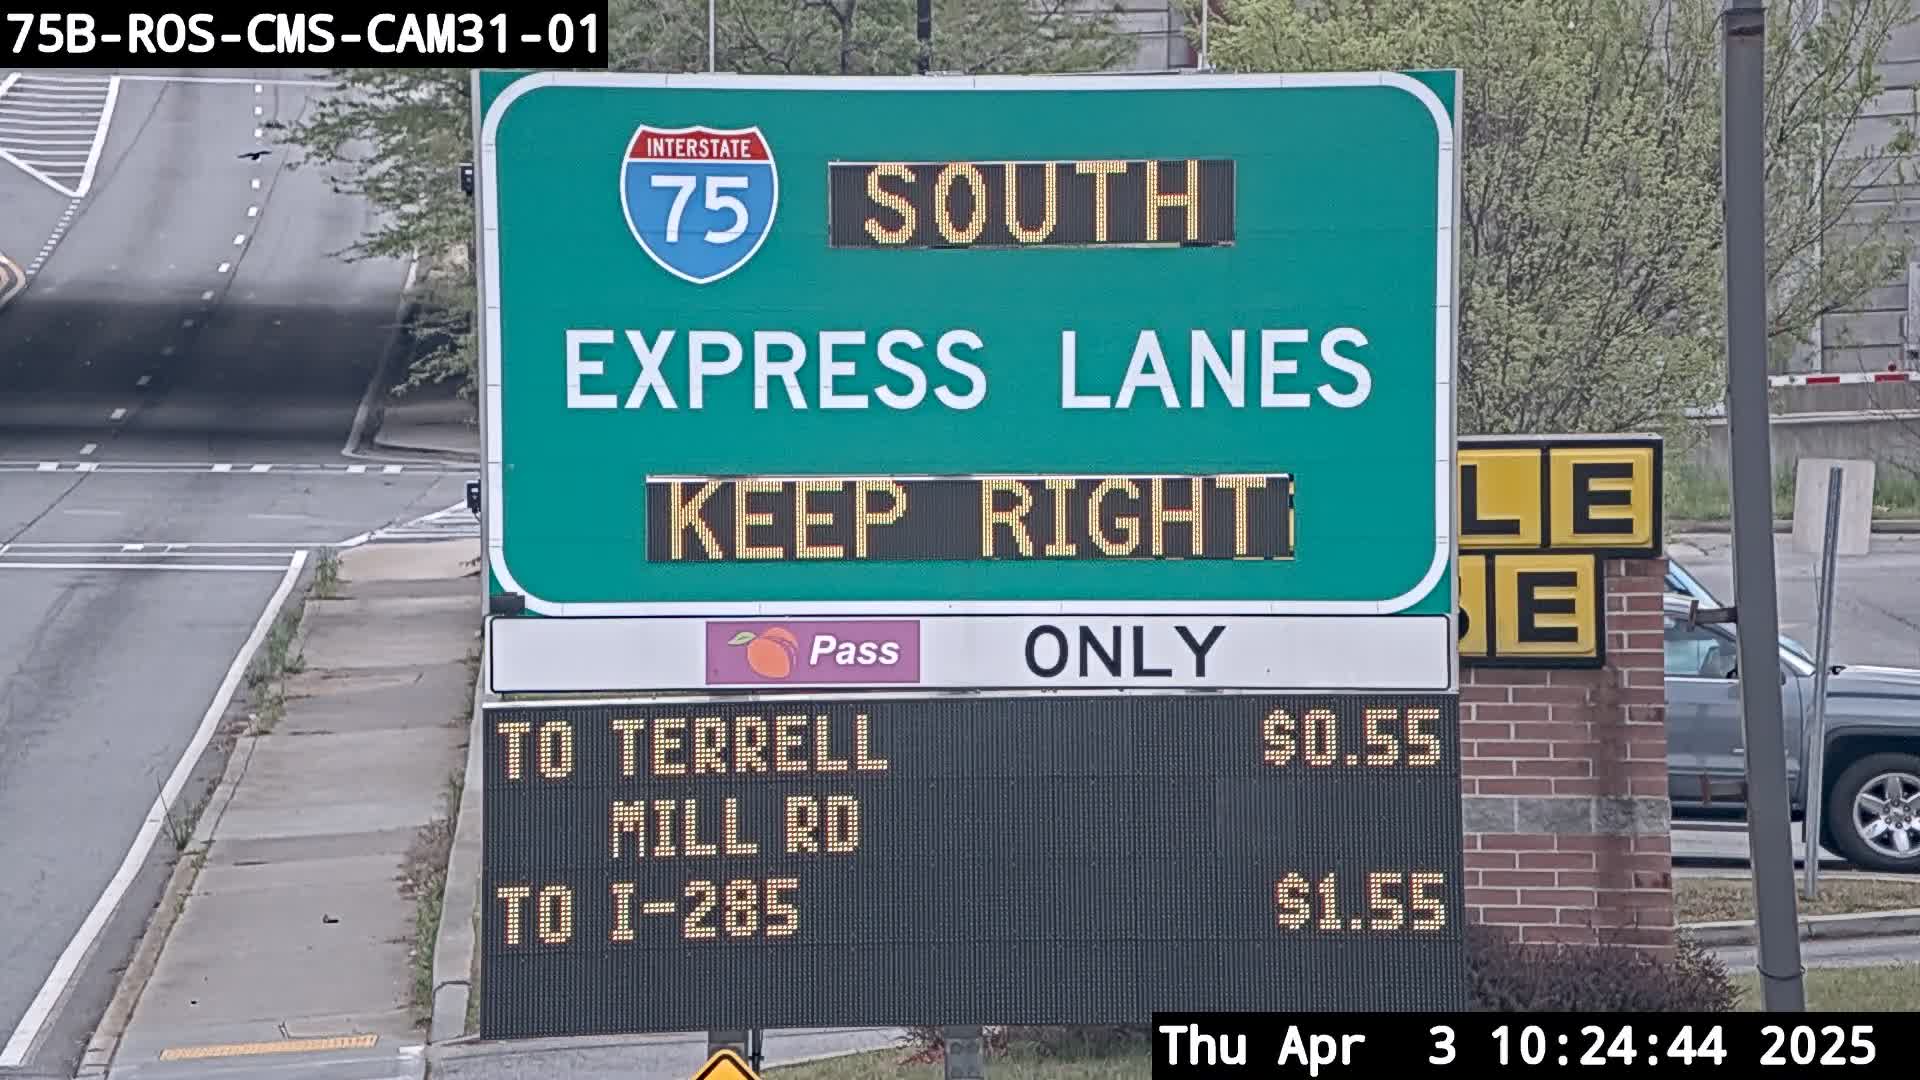 75B-ROS-CMS-CAM31-01
INTERSTATE
75
SOUTH
EXPRESS LANES
KEEP RIGHT
LE
E
Pass ONLY
TO TERRELL $0.55
MILL RD
TO I-285 $1.55
Thu Apr 3 10:24:44 2025